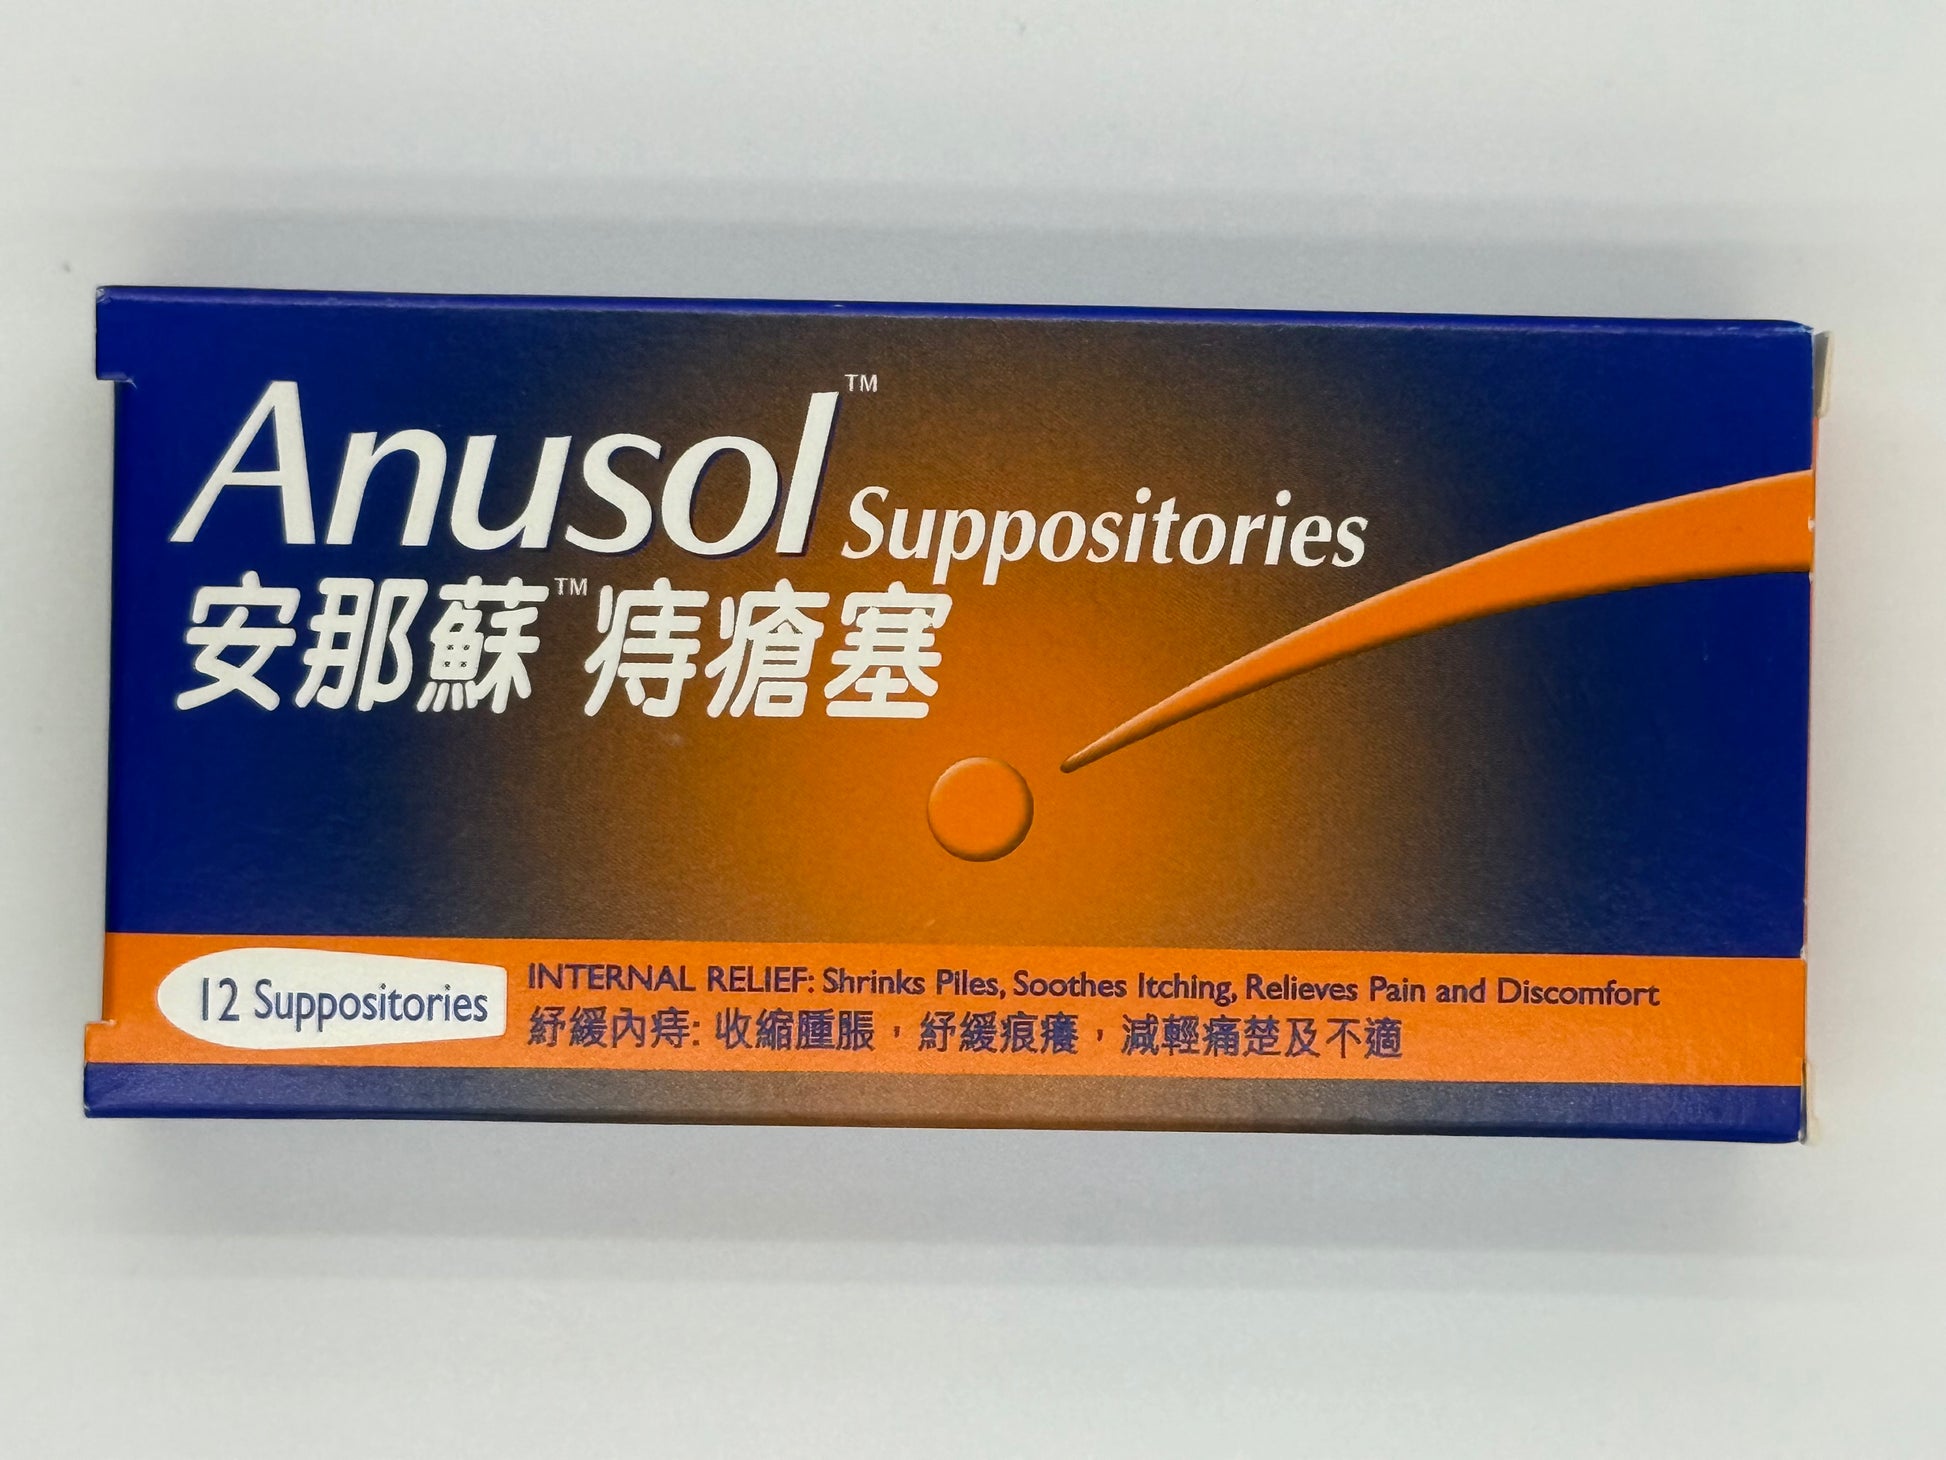 Anusol™ Suppositories
安那蘇™ 痔瘡塞
12 Suppositories
INTERNAL RELIEF: Shrinks Piles, Soothes Itching, Relieves Pain and Discomfort
紓緩內痔: 收縮腫脹，紓緩痕癢，減輕痛楚及不適